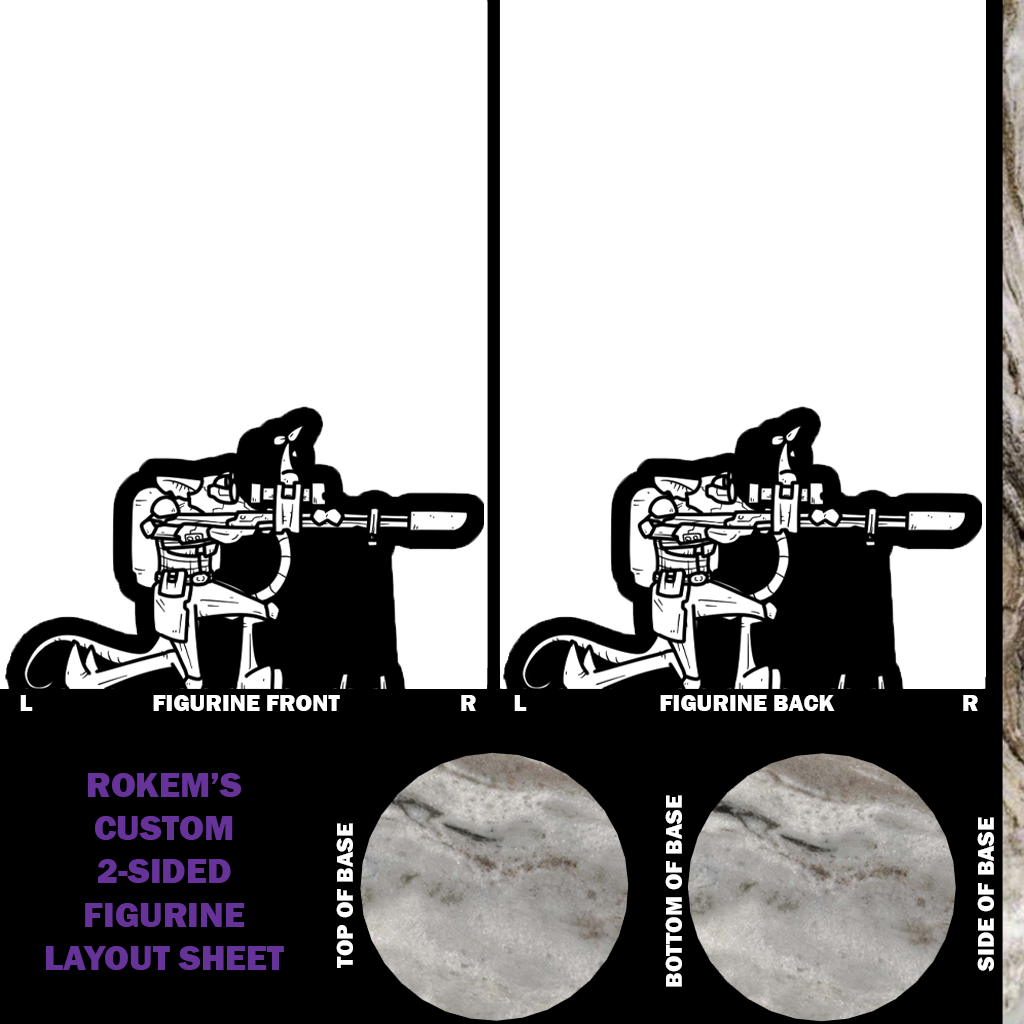 L FIGURINE FRONT R
L FIGURINE BACK R
ROKEM’S
CUSTOM
2-SIDED
FIGURINE
LAYOUT SHEET
TOP OF BASE
BOTTOM OF BASE
SIDE OF BASE